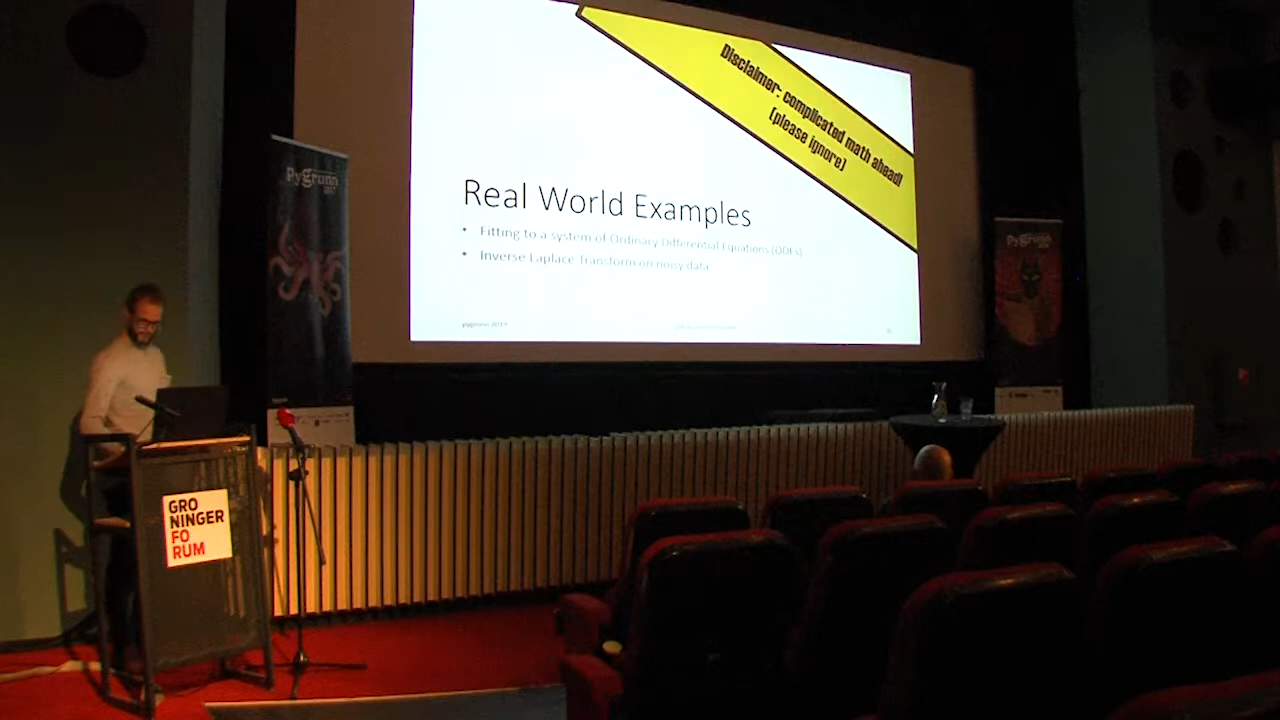 Disclaimer: complicated math ahead!
(please ignore)
Real World Examples
• Fitting to a system of Ordinary Differential Equations (ODEs)
• Inverse Laplace Transform on noisy data
PyGrunn
PyGrunn
GRO
NINGER
FO
RUM